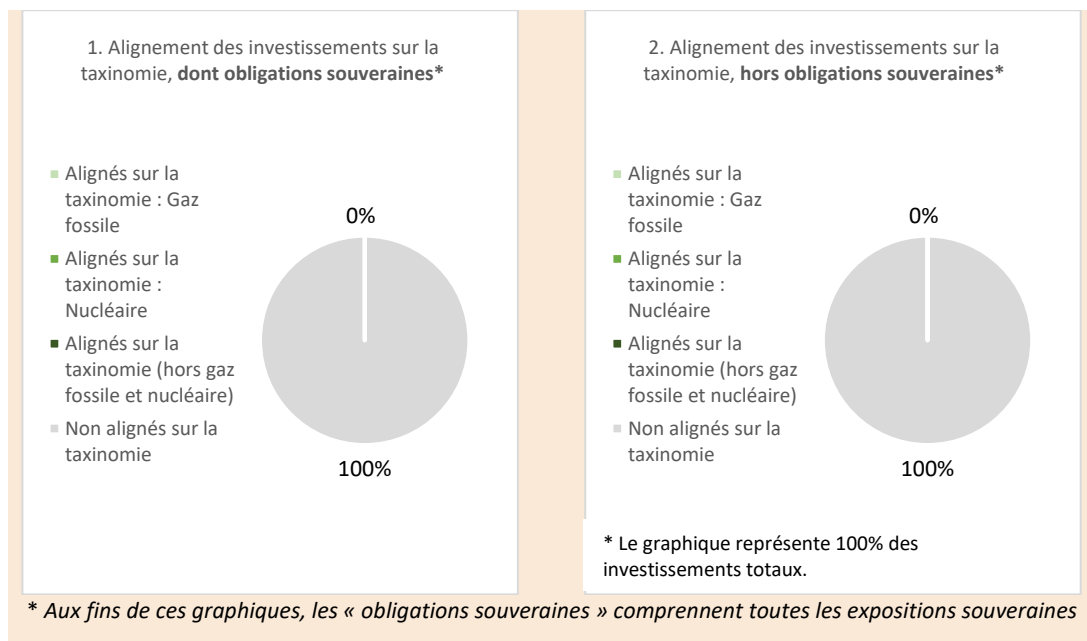 1. Alignement des investissements sur la
taxinomie, dont obligations souveraines*
Alignés sur la
taxinomie : Gaz
fossile
Alignés sur la
taxinomie :
Nucléaire
Alignés sur la
taxinomie (hors gaz
fossile et nucléaire)
Non alignés sur la
taxinomie
0%
100%
2. Alignement des investissements sur la
taxinomie, hors obligations souveraines*
Alignés sur la
taxinomie : Gaz
fossile
Alignés sur la
taxinomie :
Nucléaire
Alignés sur la
taxinomie (hors gaz
fossile et nucléaire)
Non alignés sur la
taxinomie
0%
100%
* Le graphique représente 100% des
investissements totaux.
* Aux fins de ces graphiques, les « obligations souveraines » comprennent toutes les expositions souveraines